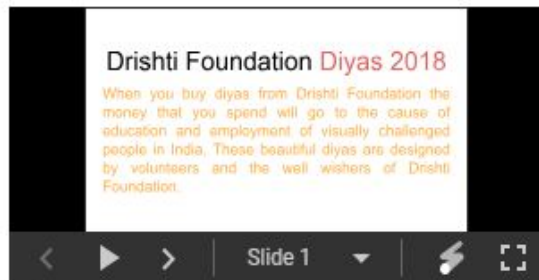 Drishti Foundation Diyas 2018
When you buy diyas from Drishti Foundation the
money that you spend will go to the cause of
education and employment of visually challenged
people in India. These beautiful diyas are designed
by volunteers and the well wishers of Drishti
Foundation.
Slide 1